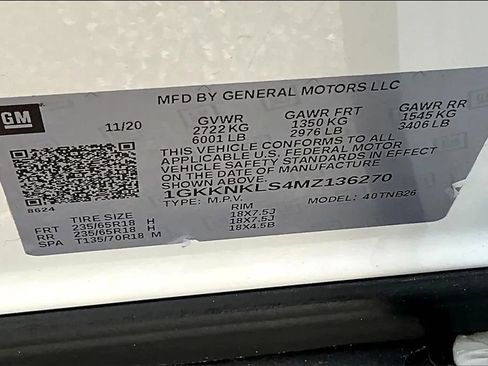 MFD BY GENERAL MOTORS LLC
GM
11/20
GVWR GAWR FRT GAWR RR
2722 KG 1350 KG 1545 KG
6001 LB 2976 LB 3406 LB
THIS VEHICLE CONFORMS TO ALL
APPLICABLE U.S. FEDERAL MOTOR
VEHICLE SAFETY STANDARDS IN EFFECT
ON THE DATE OF MANUFACTURE
SHOWN ABOVE
1GKKNKLS4MZ136270
TYPE: M.P.V. MODEL: 40TNB26
8624
TIRE SIZE RIM
FRT 235/65R18 H 18X7.5J
RR 235/65R18 H 18X7.5J
SPA T135/70R18 M 18X4.5B